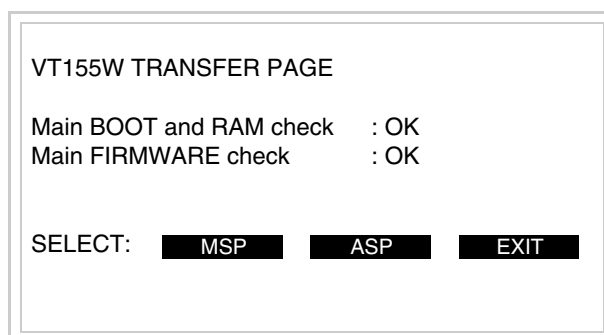 VT155W TRANSFER PAGE
Main BOOT and RAM check : OK
Main FIRMWARE check : OK
SELECT: MSP ASP EXIT